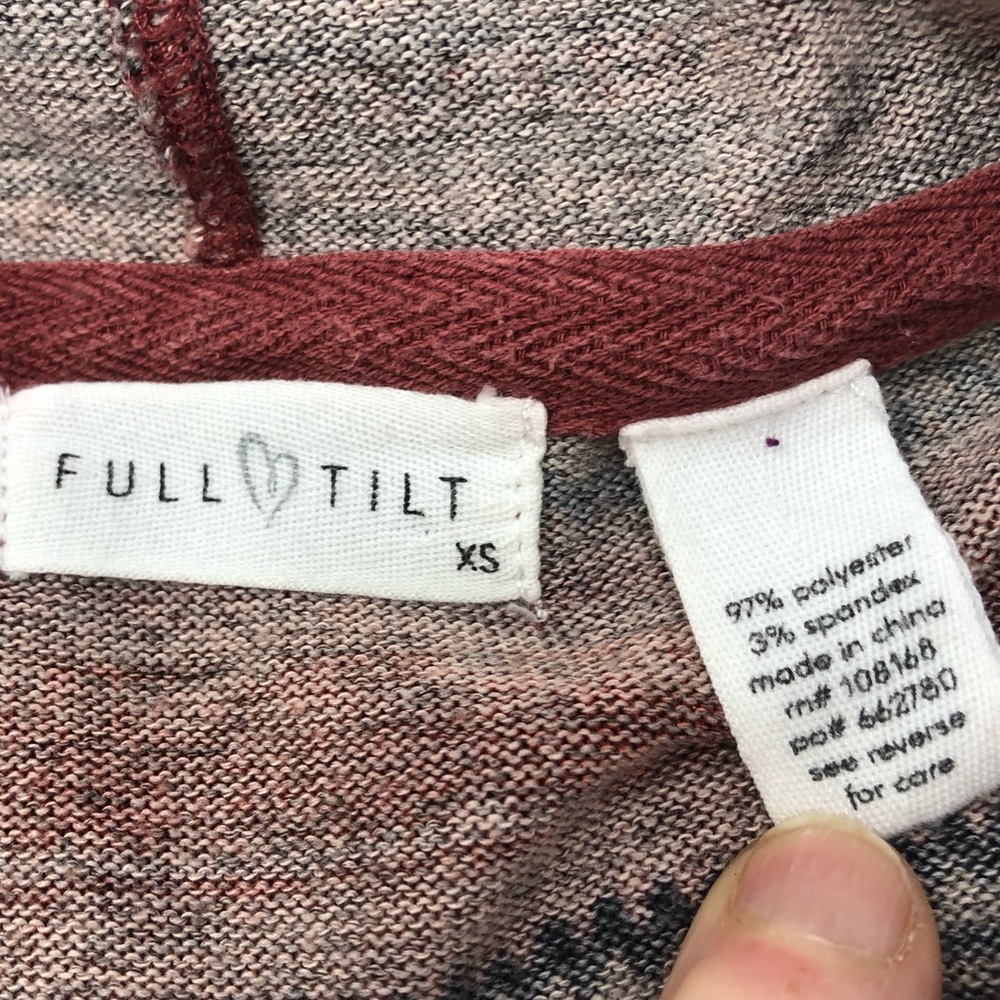 FULL TILT
XS
97% polyester
3% spandex
made in china
rn# 108168
po# 662780
see reverse
for care